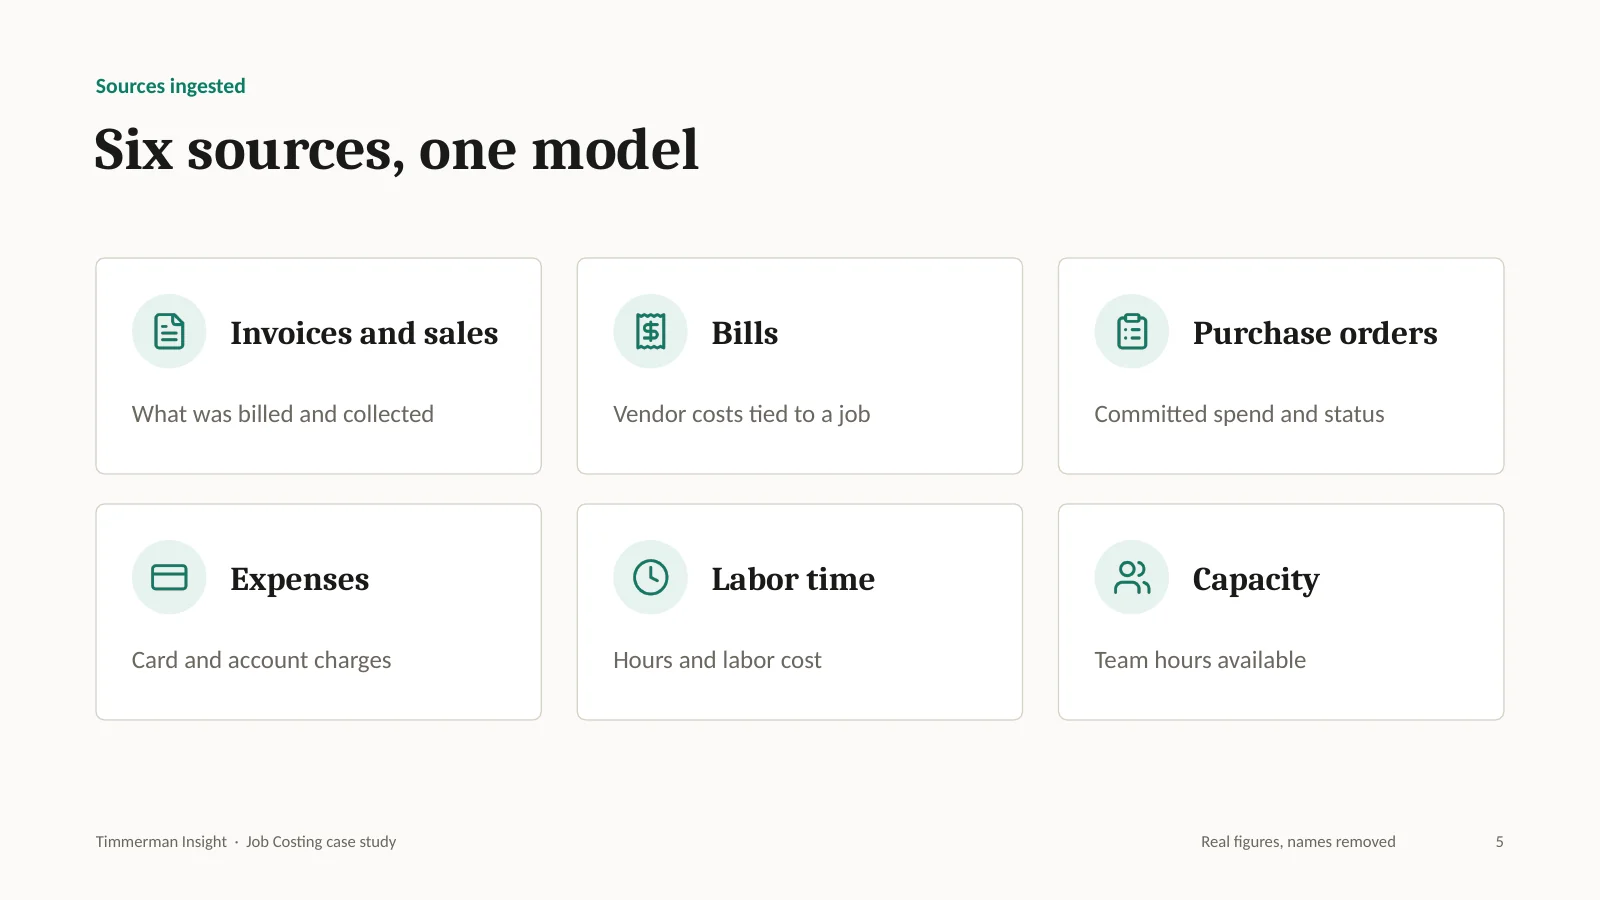 Sources ingested
Six sources, one model
Invoices and sales
What was billed and collected
Bills
Vendor costs tied to a job
Purchase orders
Committed spend and status
Expenses
Card and account charges
Labor time
Hours and labor cost
Capacity
Team hours available
Timmerman Insight · Job Costing case study
Real figures, names removed
5